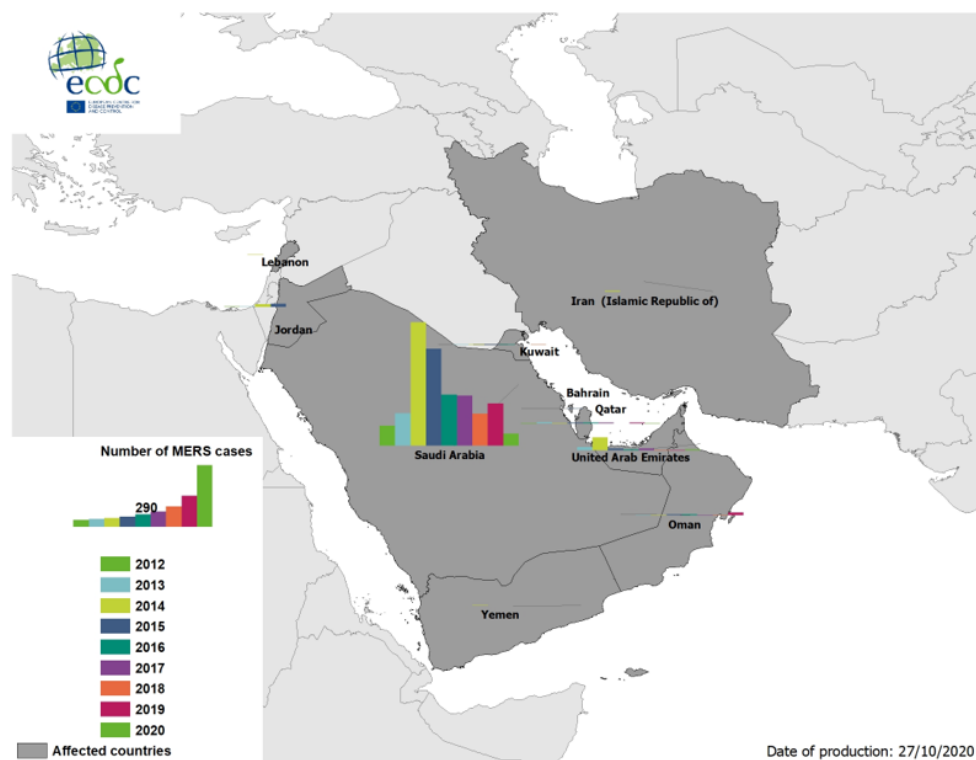 ecdc
EUROPEAN CENTRE FOR
DISEASE PREVENTION
AND CONTROL
Lebanon
Iran (Islamic Republic of)
Jordan
Kuwait
Bahrain
Qatar
Saudi Arabia
United Arab Emirates
Oman
Yemen
Number of MERS cases
290
2012
2013
2014
2015
2016
2017
2018
2019
2020
Affected countries
Date of production: 27/10/2020